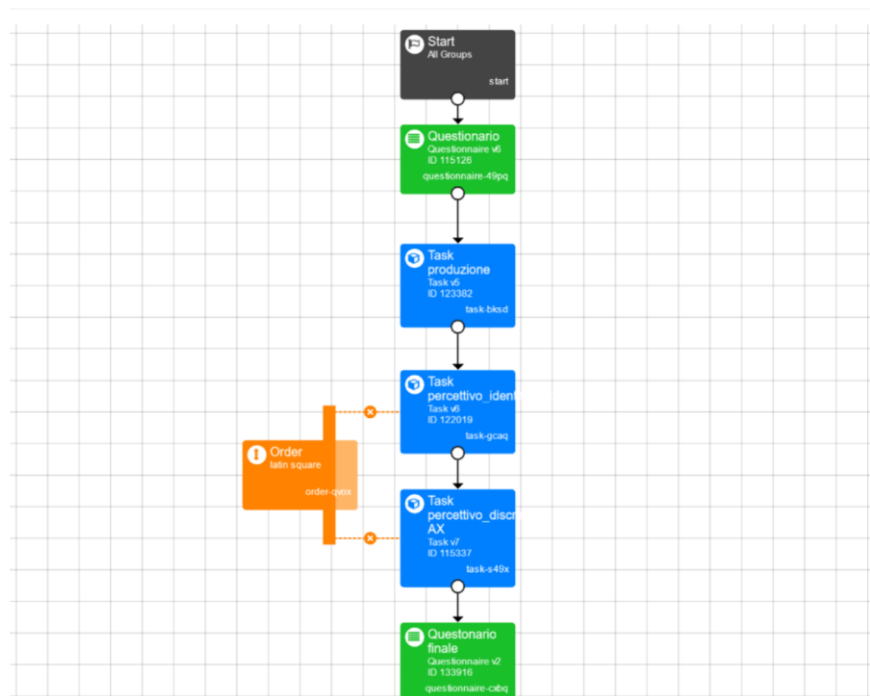 Start
All Groups
start
Questionario
Questionnaire v6
ID 115126
questionnaire-49pq
Task
produzione
Task v5
ID 123382
task-bksd
Task
percettivo_ident
Task v6
ID 122019
task-gcaq
Order
latin square
order-qvox
Task
percettivo_discr
AX
Task v7
ID 115337
task-s49x
Questonario
finale
Questionnaire v2
ID 133916
questionnaire-cxbq